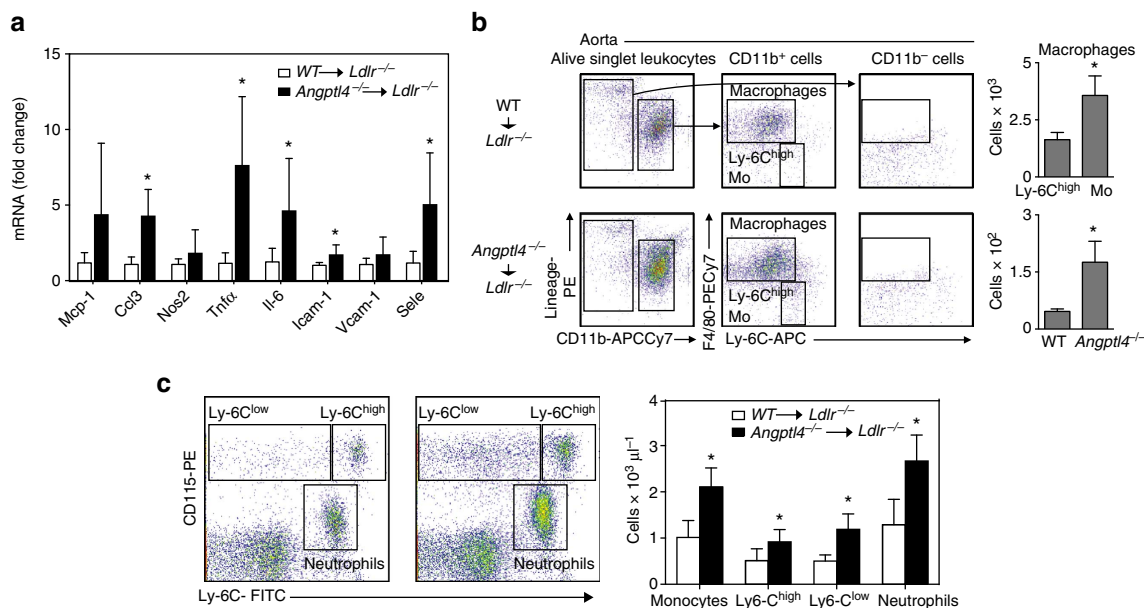 a
15
10
5
0
mRNA (fold change)
WT → Ldlr–/–
Angptl4–/– → Ldlr–/–
*
*
*
*
*
Mcp-1
Ccl3
Nos2
Tnfα
Il-6
Icam-1
Vcam-1
Sele
b
Aorta
Alive singlet leukocytes
CD11b+ cells
CD11b– cells
WT
Ldlr–/–
Macrophages
Ly-6Chigh
Mo
Angptl4–/–
Ldlr–/–
Lineage-
PE
F4/80-PECy7
Macrophages
Ly-6Chigh
Mo
CD11b-APCCy7
Ly-6C-APC
Macrophages
*
5
2.5
0
Cells × 10³
Ly-6Chigh Mo
*
3
1.5
0
Cells × 10²
WT Angptl4–/–
c
Ly-6Clow
Ly-6Chigh
Ly-6Clow
Ly-6Chigh
CD115-PE
Neutrophils
Neutrophils
Ly-6C- FITC
4
3
2
1
0
Cells × 10³ µl–1
WT → Ldlr–/–
Angptl4–/– → Ldlr–/–
*
*
*
*
Monocytes
Ly6-Chigh
Ly-6Clow
Neutrophils